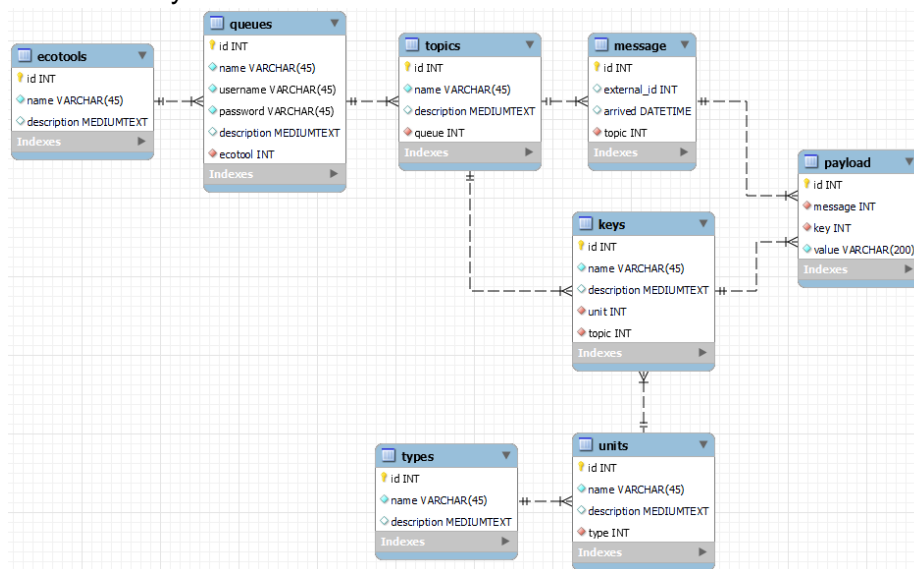 ecotools
id INT
name VARCHAR(45)
description MEDIUMTEXT
Indexes
queues
id INT
name VARCHAR(45)
username VARCHAR(45)
password VARCHAR(45)
description MEDIUMTEXT
ecotool INT
Indexes
topics
id INT
name VARCHAR(45)
description MEDIUMTEXT
queue INT
Indexes
message
id INT
external_id INT
arrived DATETIME
topic INT
Indexes
payload
id INT
message INT
key INT
value VARCHAR(200)
Indexes
keys
id INT
name VARCHAR(45)
description MEDIUMTEXT
unit INT
topic INT
Indexes
types
id INT
name VARCHAR(45)
description MEDIUMTEXT
Indexes
units
id INT
name VARCHAR(45)
description MEDIUMTEXT
type INT
Indexes